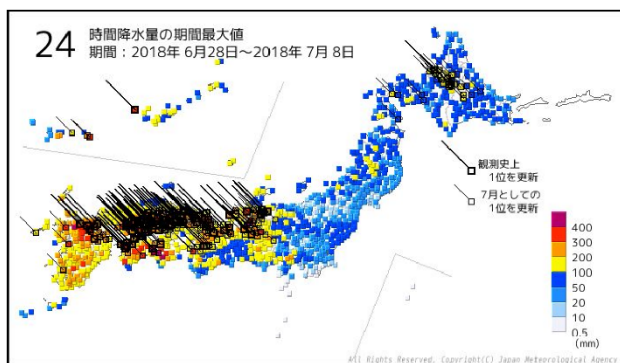 24 時間降水量の期間最大値
期間：2018年 6月28日～2018年 7月 8日
観測史上
1位を更新
7月としての
1位を更新
400
300
200
100
50
20
10
0.5
(mm)
All Rights Reserved. Copyright(C) Japan Meteorological Agency